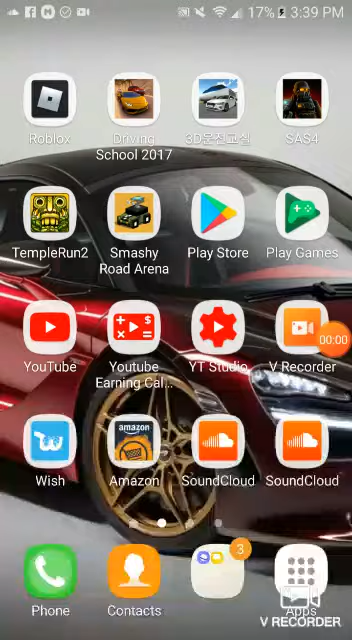 17% 3:39 PM
Roblox
Driving School 2017
3D운전교실
SAS4
TempleRun2
Smashy Road Arena
Play Store
Play Games
YouTube
Youtube Earning Cal...
YT Studio
V Recorder
00:00
Wish
amazon
Amazon
SoundCloud
SoundCloud
3
Phone
Contacts
Apps
V RECORDER